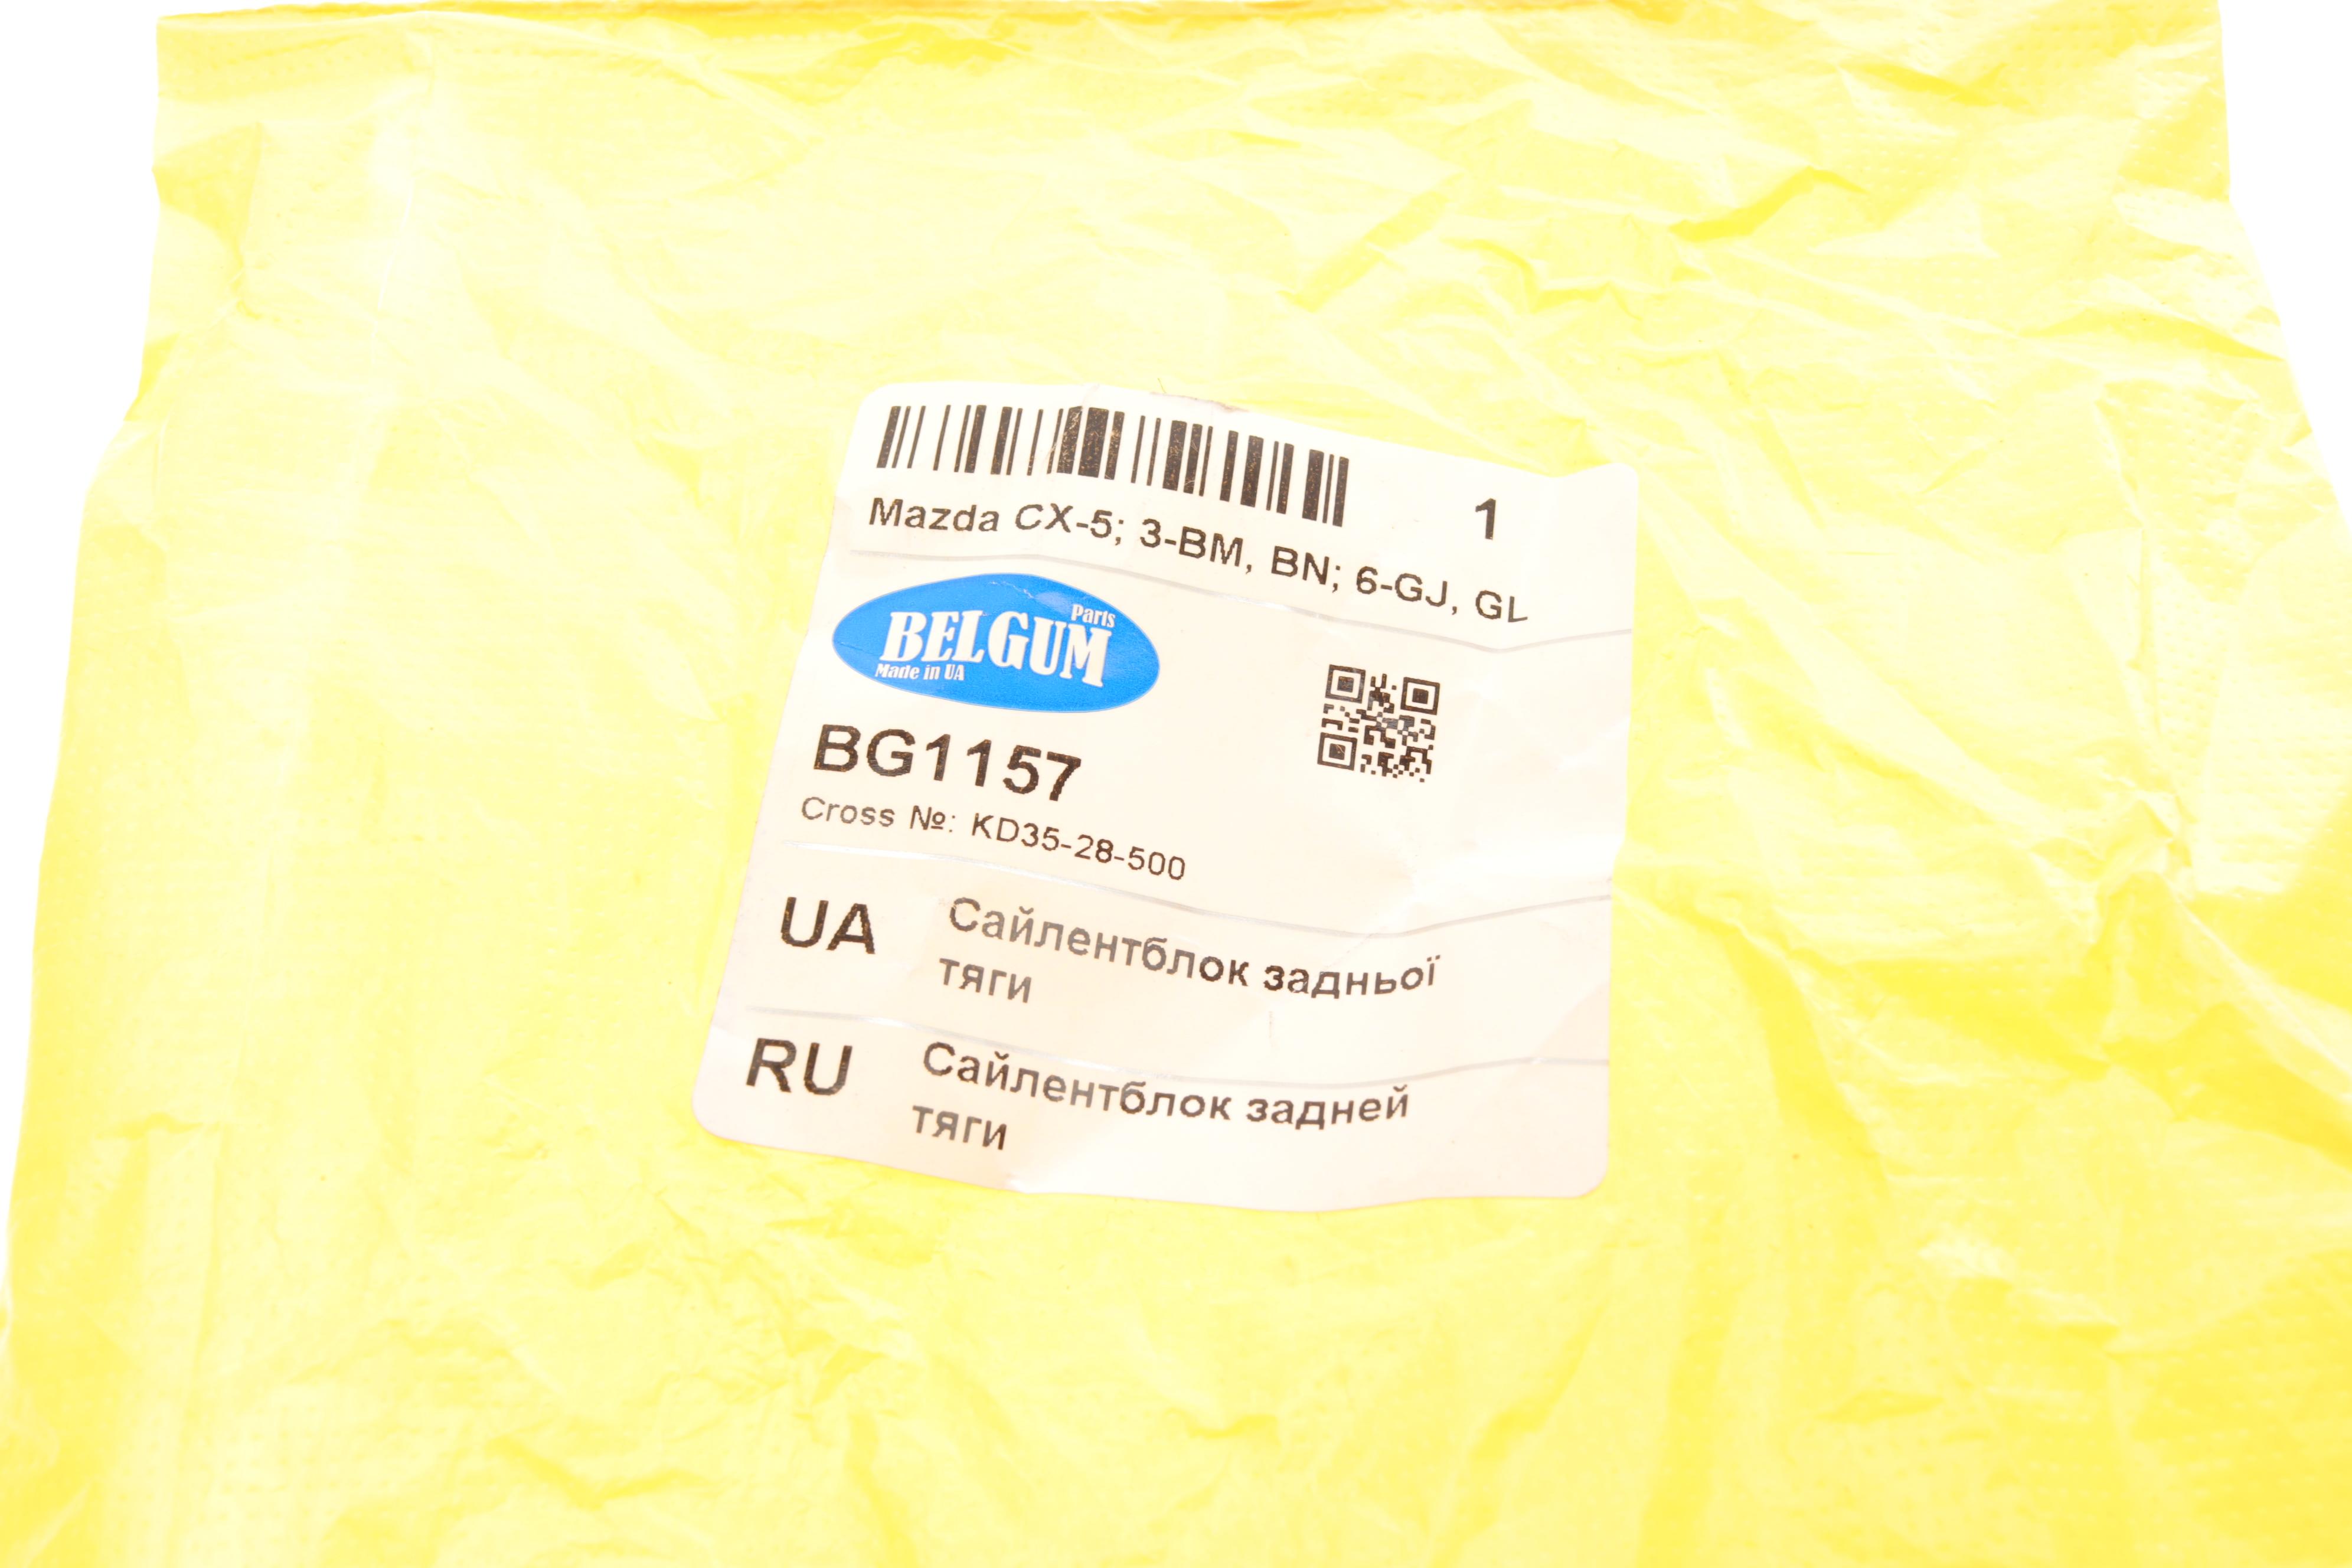 1
Mazda CX-5; 3-BM, BN; 6-GJ, GL
Parts
BELGUM
Made in UA
BG1157
Cross №: KD35-28-500
UA Сайлентблок задньої
тяги
RU Сайлентблок задней
тяги